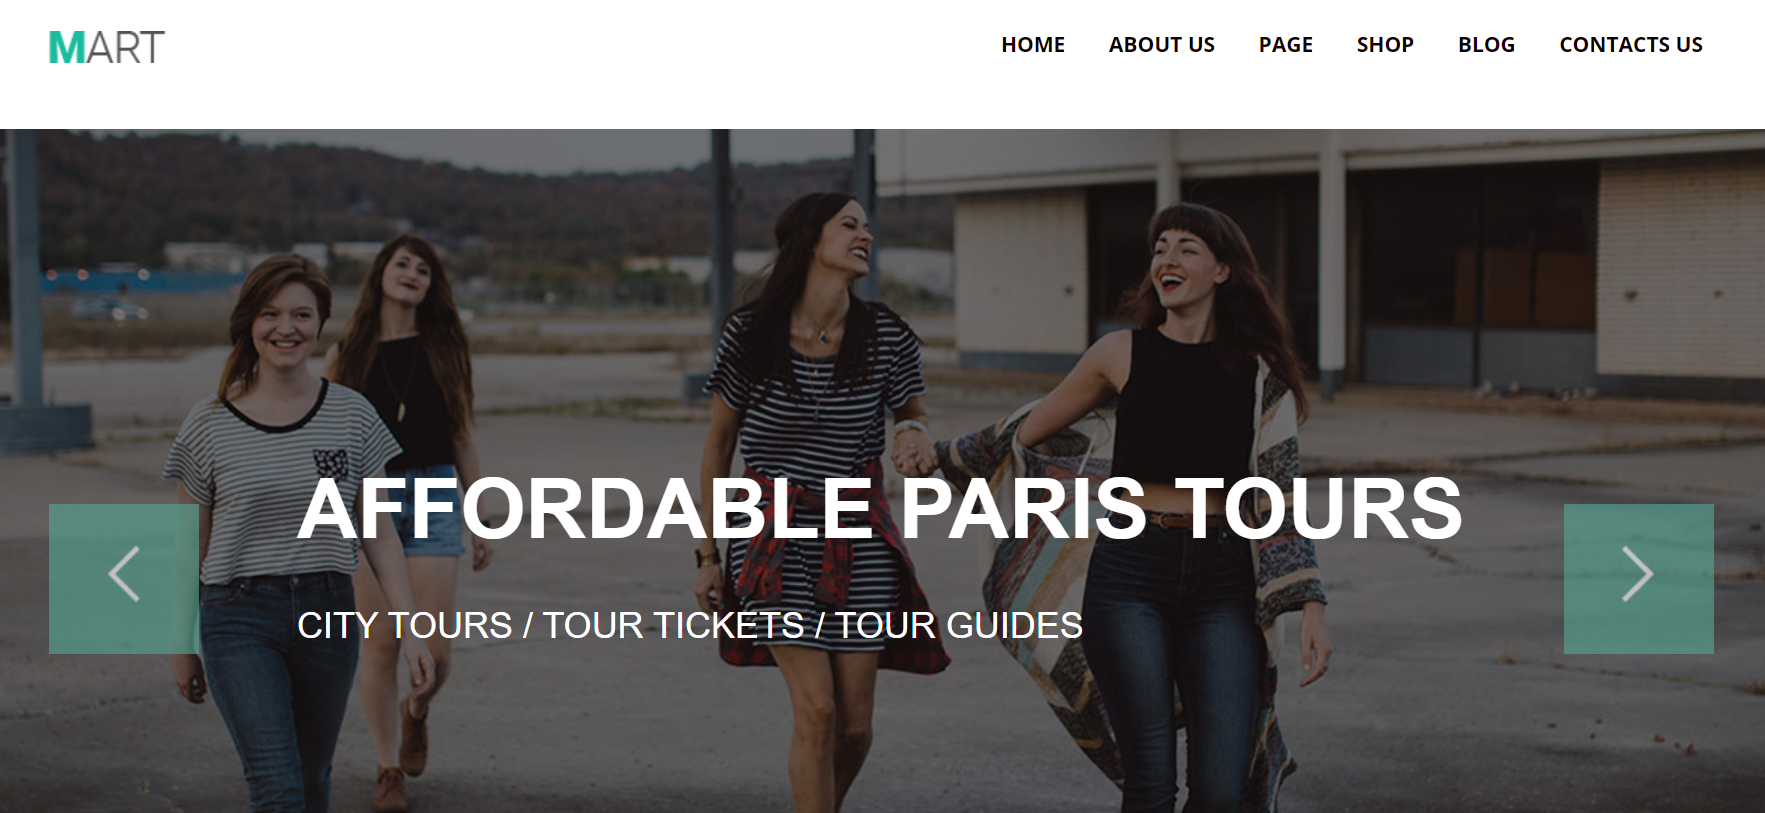 MART
HOME ABOUT US PAGE SHOP BLOG CONTACTS US
AFFORDABLE PARIS TOURS
CITY TOURS / TOUR TICKETS / TOUR GUIDES